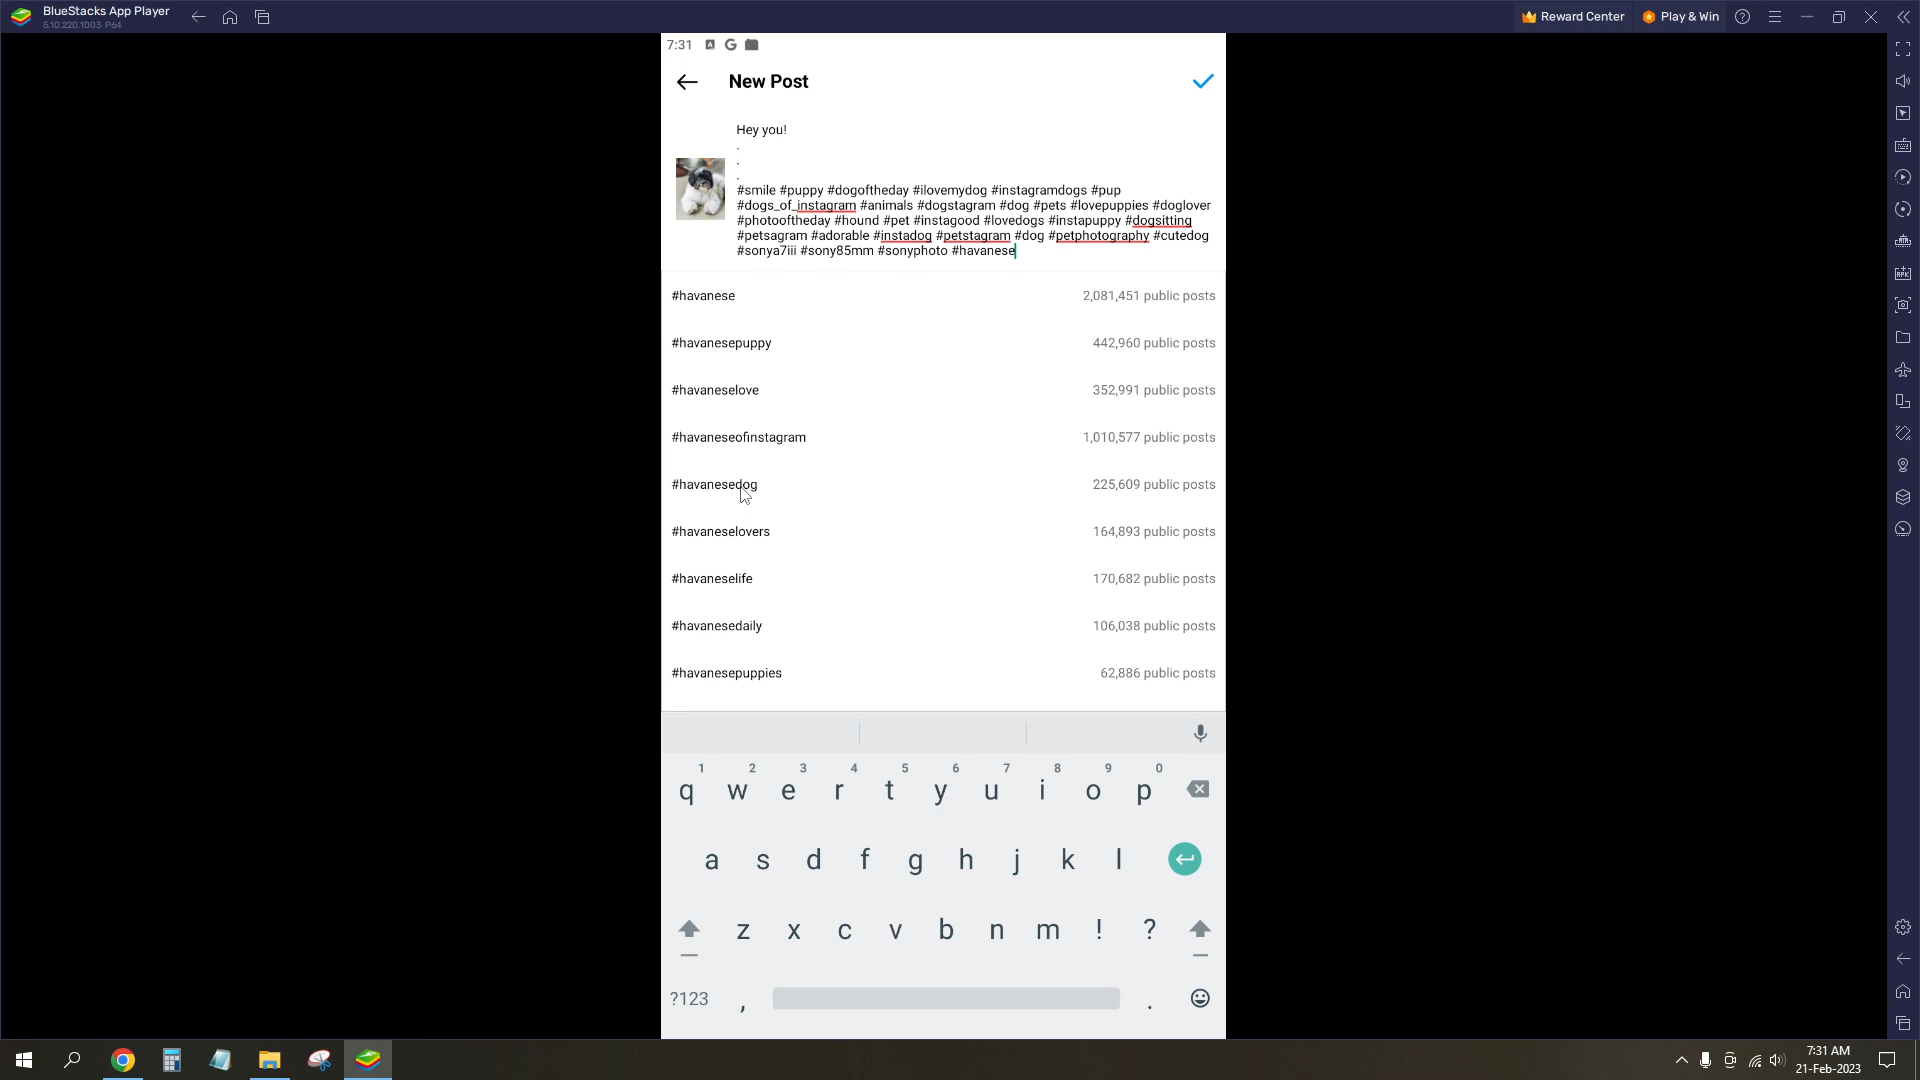 BlueStacks App Player
5.10.220.1003 P64
Reward Center
Play & Win
7:31
New Post
Hey you!
.
.
.
#smile #puppy #dogoftheday #ilovemydog #instagramdogs #pup
#dogs_of_instagram #animals #dogstagram #dog #pets #lovepuppies #doglover
#photooftheday #hound #pet #instagood #lovedogs #instapuppy #dogsitting
#petsagram #adorable #instadog #petstagram #dog #petphotography #cutedog
#sonya7iii #sony85mm #sonyphoto #havanese
#havanese 2,081,451 public posts
#havanesepuppy 442,960 public posts
#havaneselove 352,991 public posts
#havaneseofinstagram 1,010,577 public posts
#havanesedog 225,609 public posts
#havaneselovers 164,893 public posts
#havaneselife 170,682 public posts
#havanesedaily 106,038 public posts
#havanesepuppies 62,886 public posts
1 2 3 4 5 6 7 8 9 0
q w e r t y u i o p
a s d f g h j k l
z x c v b n m ! ?
?123 , .
7:31 AM
21-Feb-2023